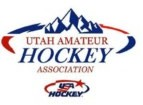 UTAH AMATEUR
HOCKEY
ASSOCIATION
USA
HOCKEY